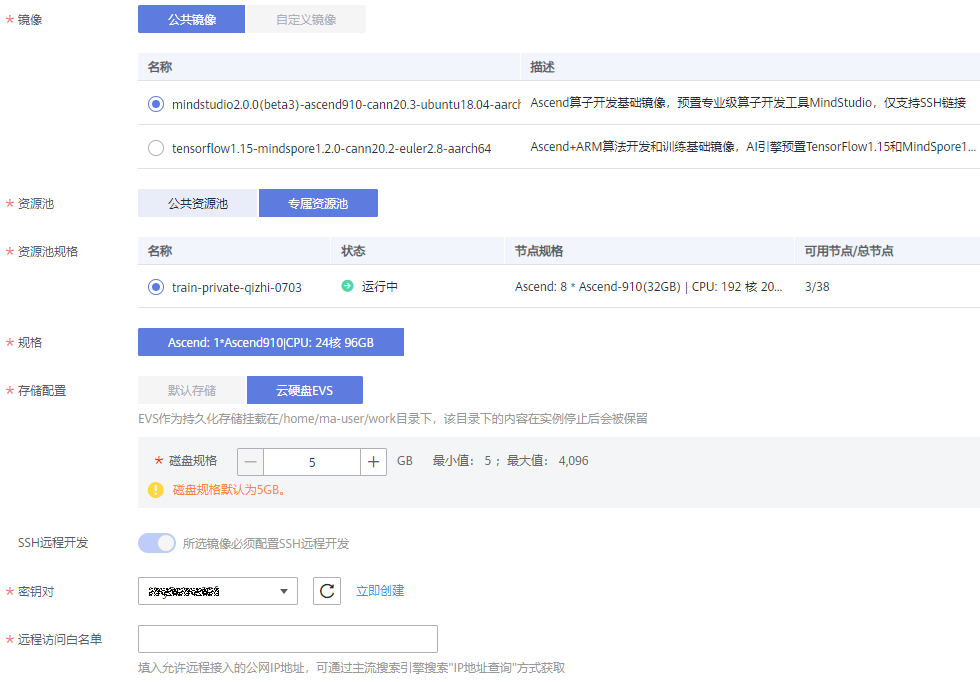 * 镜像 公共镜像 自定义镜像
名称 描述
mindstudio2.0.0(beta3)-ascend910-cann20.3-ubuntu18.04-aarch Ascend算子开发基础镜像，预置专业级算子开发工具MindStudio，仅支持SSH链接
tensorflow1.15-mindspore1.2.0-cann20.2-euler2.8-aarch64 Ascend+ARM算法开发和训练基础镜像，AI引擎预置TensorFlow1.15和MindSpore1...
* 资源池 公共资源池 专属资源池
* 资源池规格 名称 状态 节点规格 可用节点/总节点
train-private-qizhi-0703 运行中 Ascend: 8 * Ascend-910(32GB) | CPU: 192 核 20... 3/38
* 规格 Ascend: 1*Ascend910|CPU: 24核 96GB
* 存储配置 默认存储 云硬盘EVS
EVS作为持久化存储挂载在/home/ma-user/work目录下，该目录下的内容在实例停止后会被保留
* 磁盘规格 — 5 + GB 最小值： 5 ； 最大值： 4,096
! 磁盘规格默认为5GB。
SSH远程开发 所选镜像必须配置SSH远程开发
* 密钥对 立即创建
* 远程访问白名单
填入允许远程接入的公网IP地址，可通过主流搜索引擎搜索"IP地址查询"方式获取